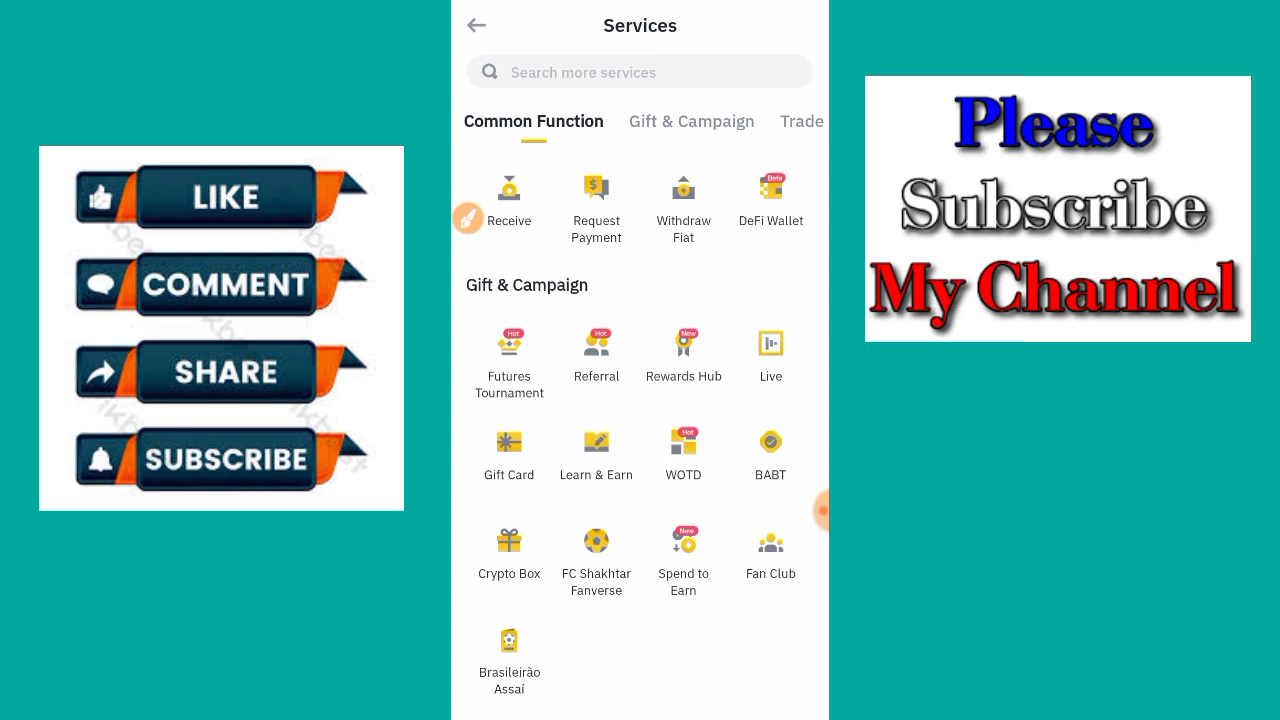 LIKE
COMMENT
SHARE
SUBSCRIBE
Services
Search more services
Common Function Gift & Campaign Trade
Receive
Request
Payment
Withdraw
Fiat
Beta
DeFi Wallet
Gift & Campaign
Hot
Futures
Tournament
Hot
Referral
New
Rewards Hub
Live
Gift Card
Learn & Earn
Hot
WOTD
BABT
Crypto Box
FC Shakhtar
Fanverse
New
Spend to
Earn
Fan Club
Brasileirão
Assaí
Please
Subscribe
My Channel